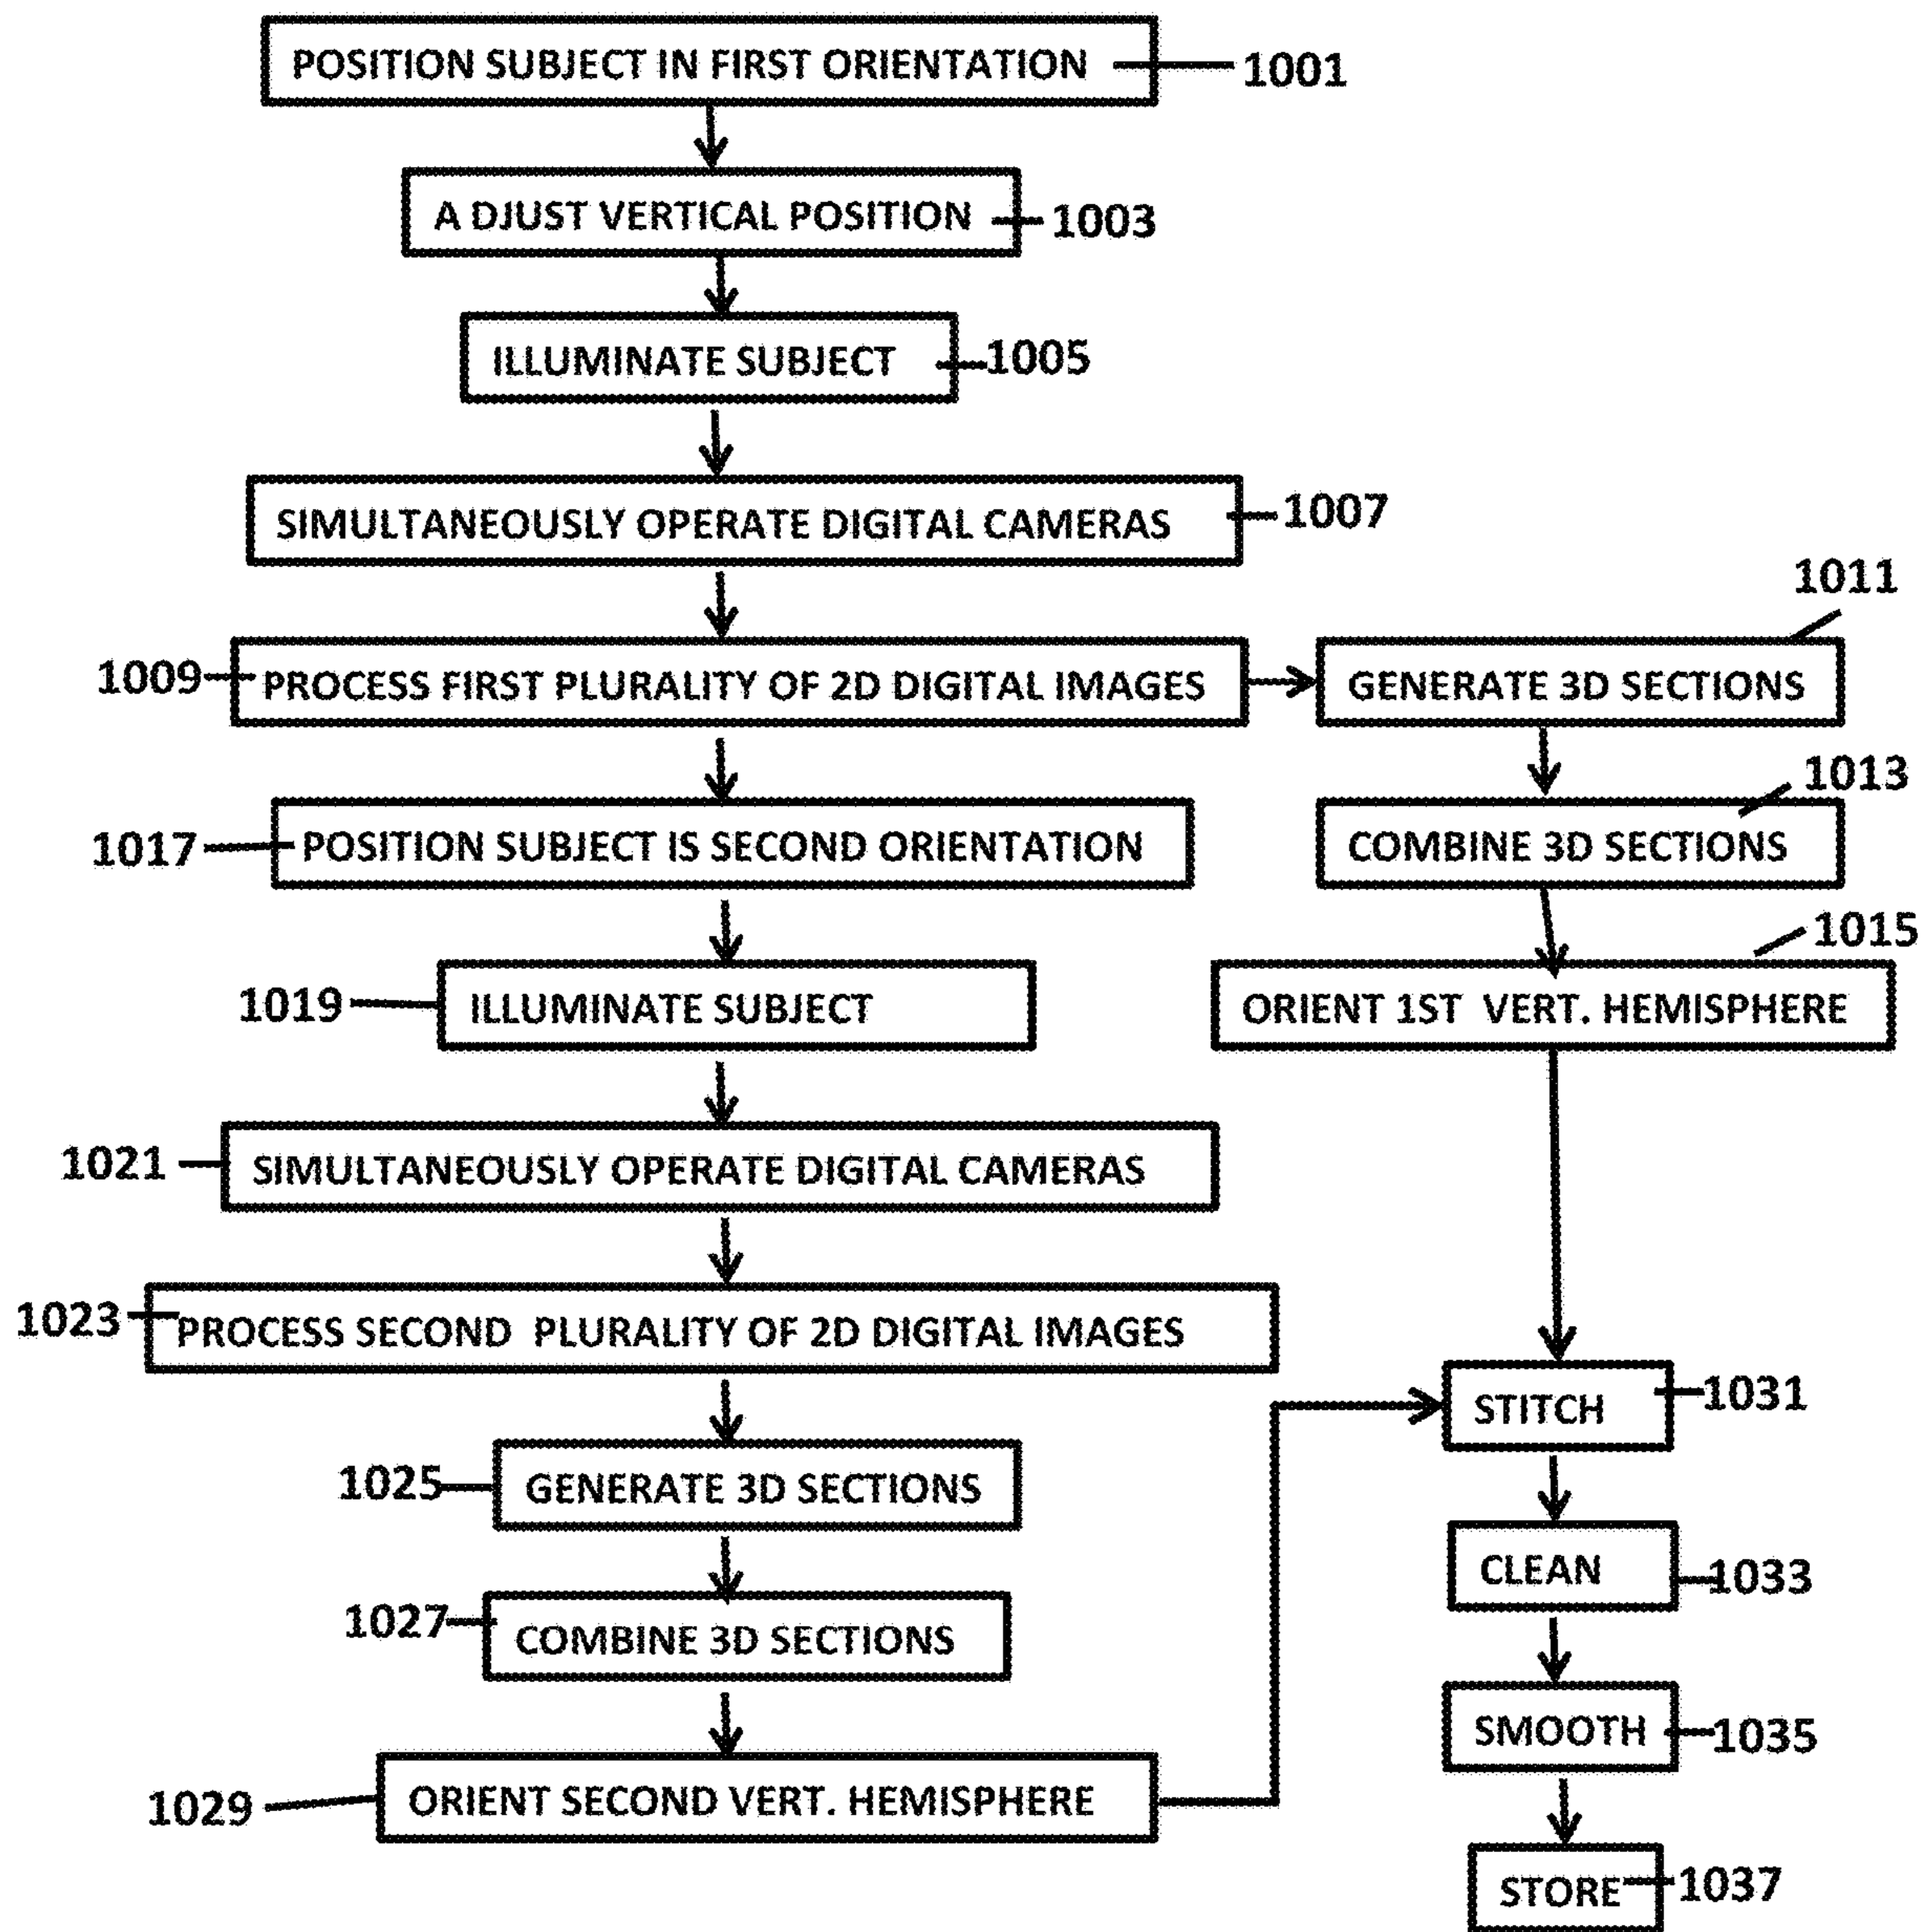 POSITION SUBJECT IN FIRST ORIENTATION
1001
A DJUST VERTICAL POSITION
1003
ILLUMINATE SUBJECT
1005
SIMULTANEOUSLY OPERATE DIGITAL CAMERAS
1007
1009
PROCESS FIRST PLURALITY OF 2D DIGITAL IMAGES
1011
GENERATE 3D SECTIONS
1013
COMBINE 3D SECTIONS
1015
ORIENT 1ST VERT. HEMISPHERE
1017
POSITION SUBJECT IS SECOND ORIENTATION
1019
ILLUMINATE SUBJECT
1021
SIMULTANEOUSLY OPERATE DIGITAL CAMERAS
1023
PROCESS SECOND PLURALITY OF 2D DIGITAL IMAGES
1025
GENERATE 3D SECTIONS
1027
COMBINE 3D SECTIONS
1029
ORIENT SECOND VERT. HEMISPHERE
STITCH
1031
CLEAN
1033
SMOOTH
1035
STORE
1037